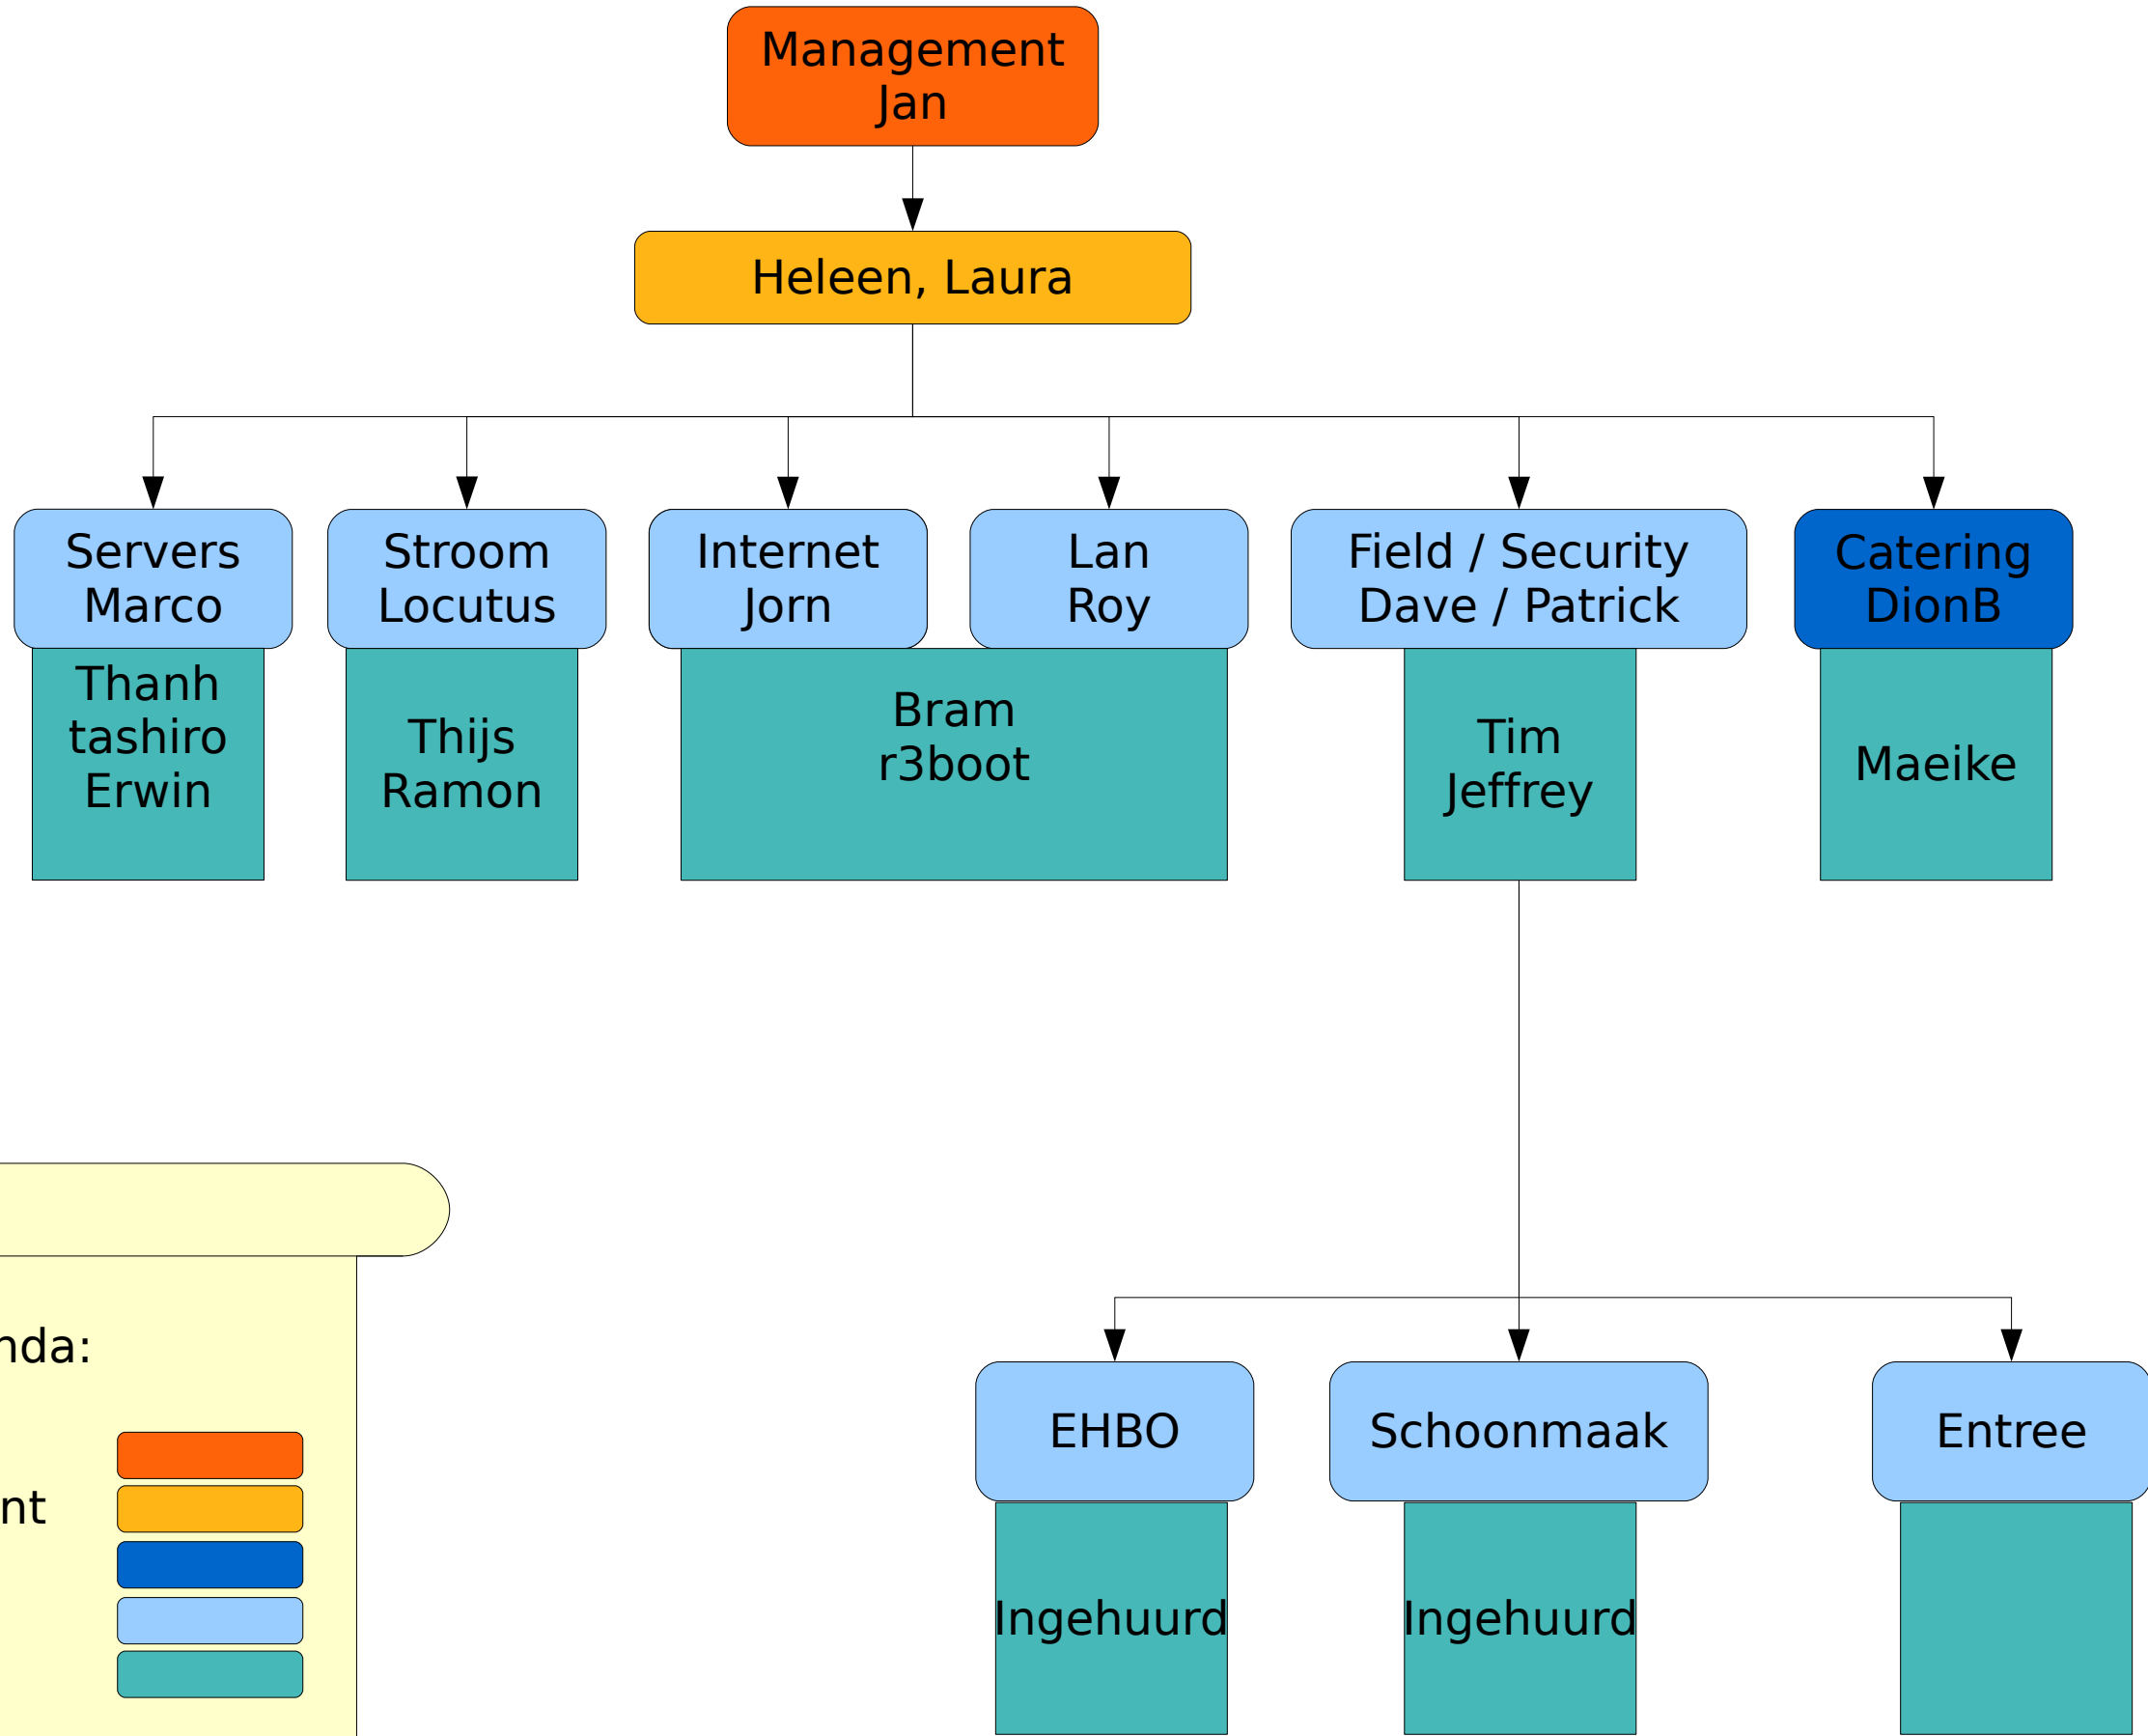 Management
Jan
Heleen, Laura
Servers
Marco
Stroom
Locutus
Internet
Jorn
Lan
Roy
Field / Security
Dave / Patrick
Catering
DionB
Thanh
tashiro
Erwin
Thijs
Ramon
Bram
r3boot
Tim
Jeffrey
Maeike
nda:
nt
EHBO
Schoonmaak
Entree
Ingehuurd
Ingehuurd